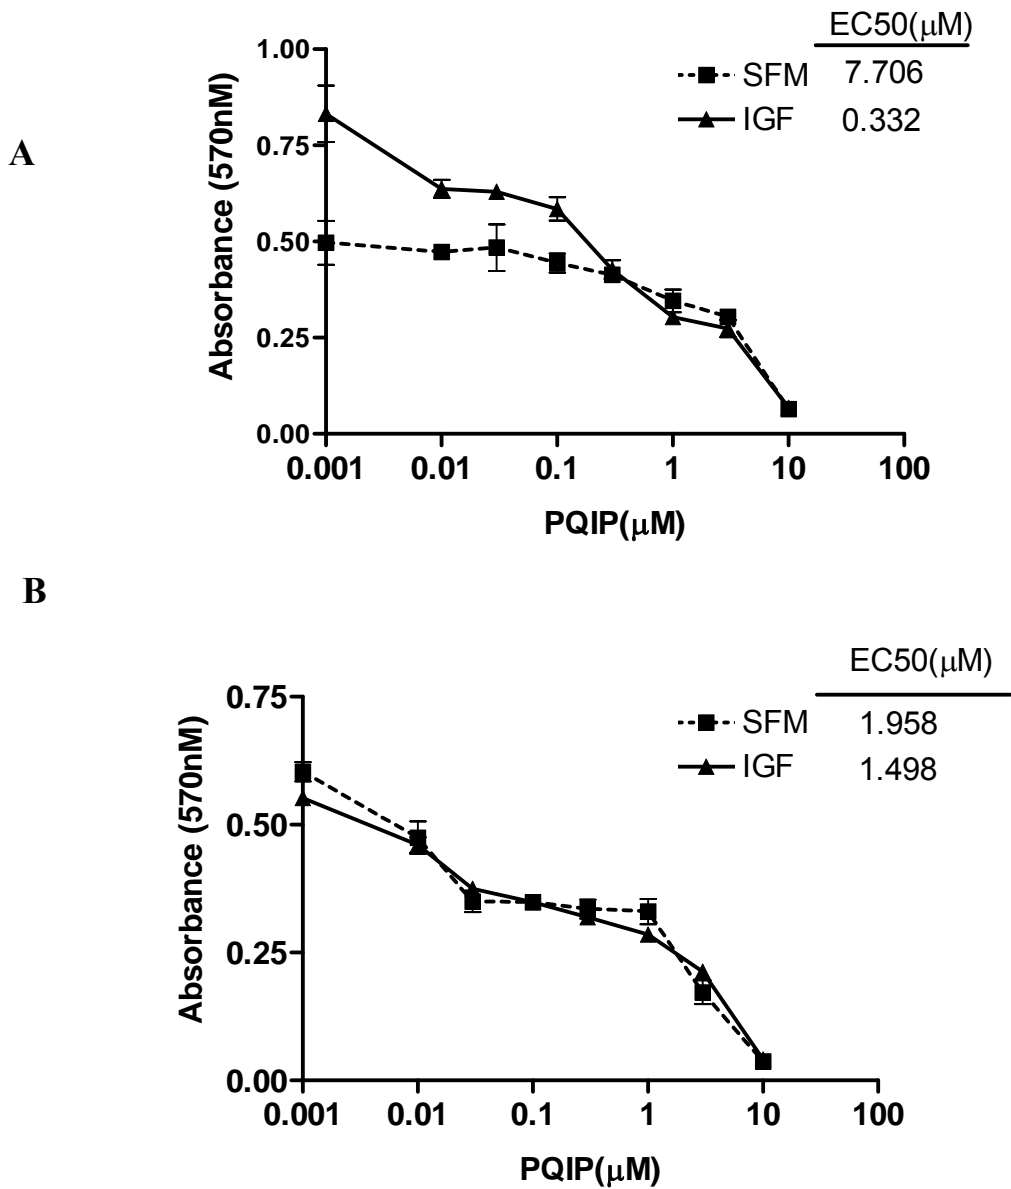 A
EC50(μM)
SFM 7.706
IGF 0.332
1.00
0.75
0.50
0.25
0.00
Absorbance (570nM)
0.001 0.01 0.1 1 10 100
PQIP(μM)
B
EC50(μM)
SFM 1.958
IGF 1.498
0.75
0.50
0.25
0.00
Absorbance (570nM)
0.001 0.01 0.1 1 10 100
PQIP(μM)